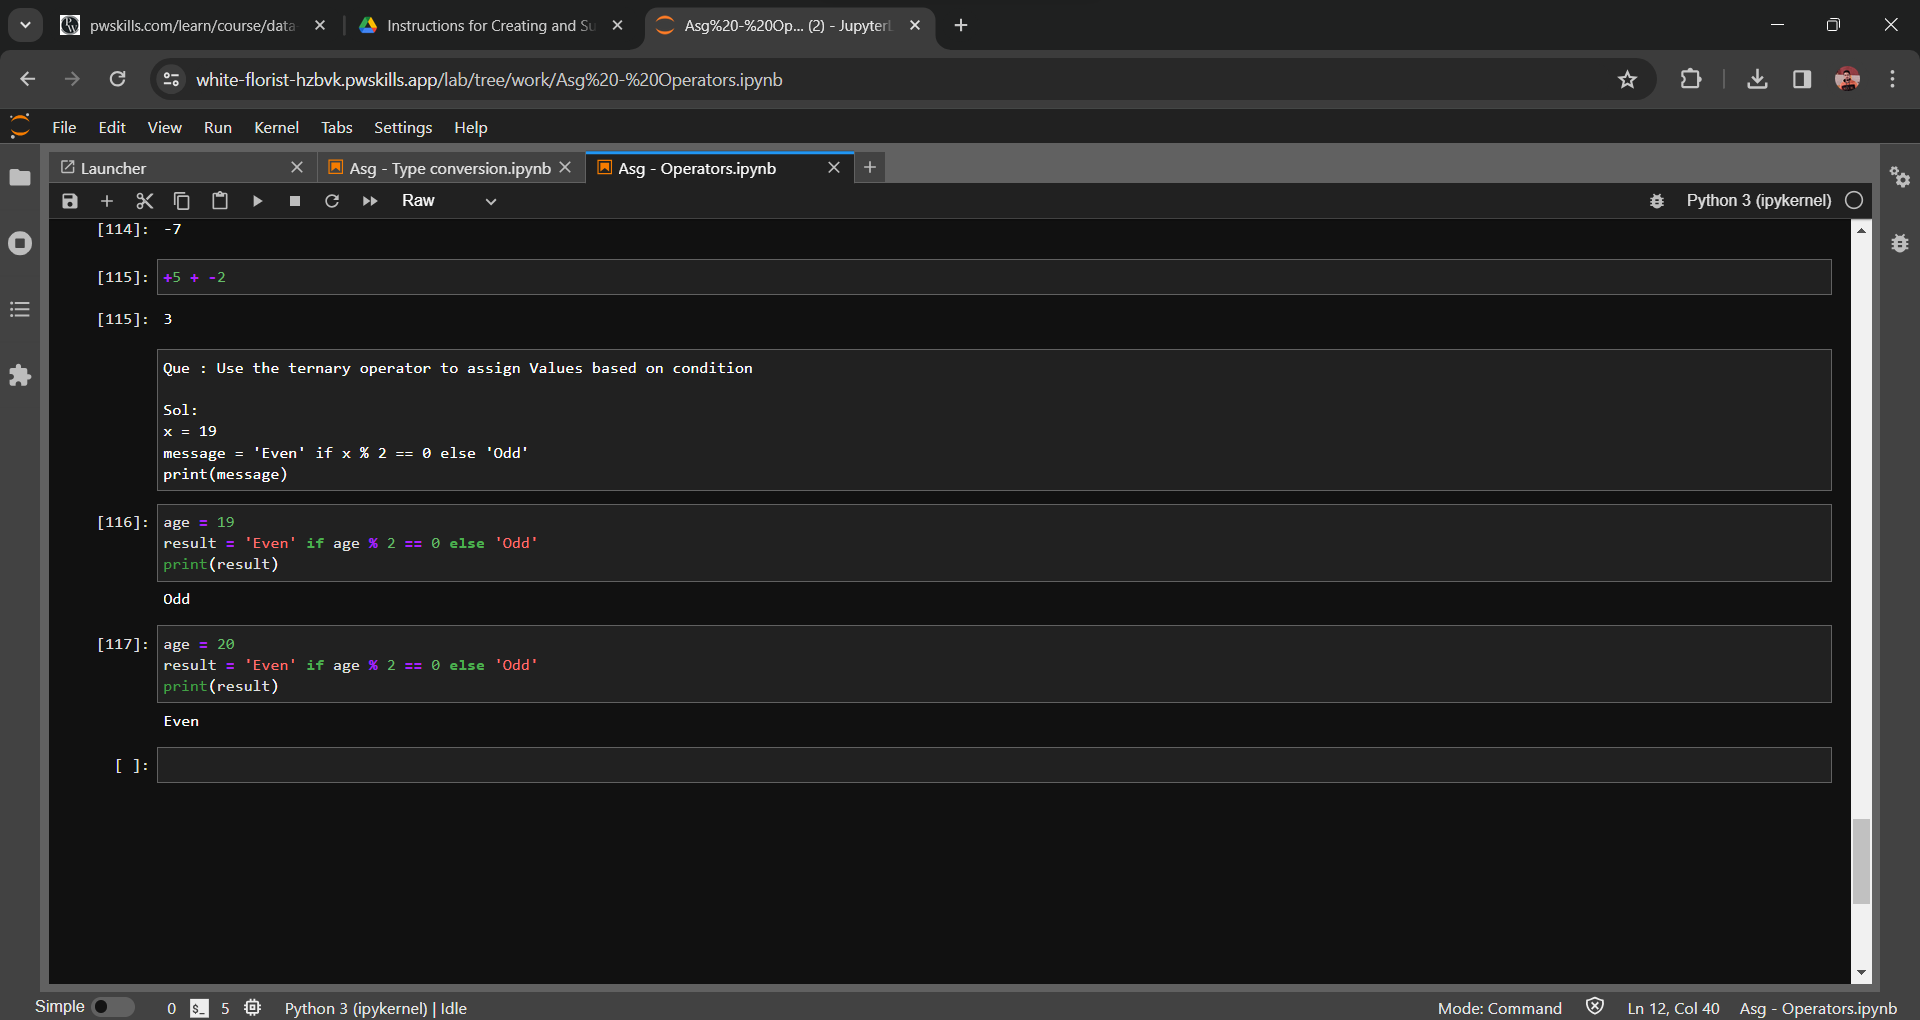 pwskills.com/learn/course/data-
Instructions for Creating and Su
Asg%20-%20Op... (2) - JupyterL
white-florist-hzbvk.pwskills.app/lab/tree/work/Asg%20-%20Operators.ipynb
File Edit View Run Kernel Tabs Settings Help
Launcher
Asg - Type conversion.ipynb
Asg - Operators.ipynb
Raw
Python 3 (ipykernel)
[114]: -7
[115]: +5 + -2
[115]: 3
Que : Use the ternary operator to assign Values based on condition
Sol:
x = 19
message = 'Even' if x % 2 == 0 else 'Odd'
print(message)
[116]: age = 19
result = 'Even' if age % 2 == 0 else 'Odd'
print(result)
Odd
[117]: age = 20
result = 'Even' if age % 2 == 0 else 'Odd'
print(result)
Even
[ ]:
Simple 0 $_ 5 Python 3 (ipykernel) | Idle
Mode: Command Ln 12, Col 40 Asg - Operators.ipynb